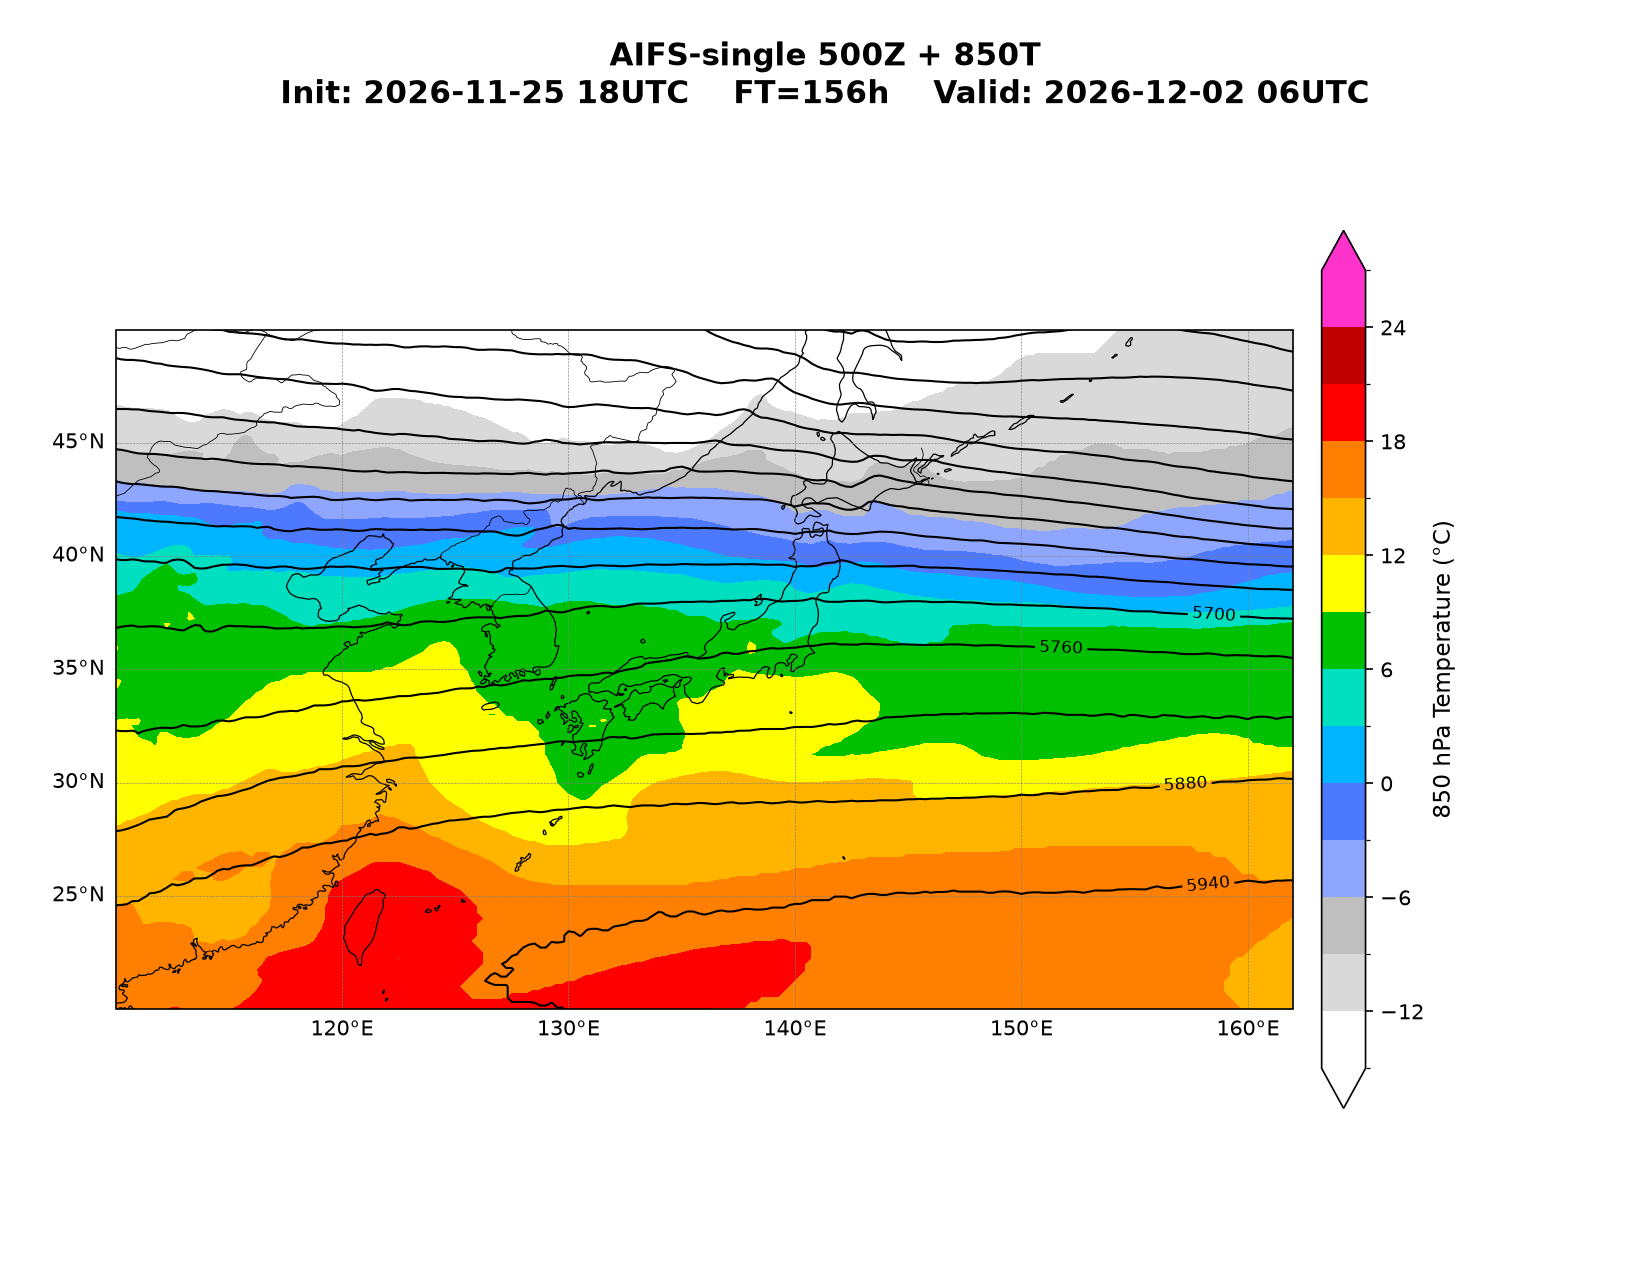 AIFS-single 500Z + 850T
Init: 2026-11-25 18UTC    FT=156h    Valid: 2026-12-02 06UTC
24
18
12
6
0
−6
−12
850 hPa Temperature (°C)
45°N
40°N
35°N
30°N
25°N
5700
5760
5880
5940
120°E
130°E
140°E
150°E
160°E